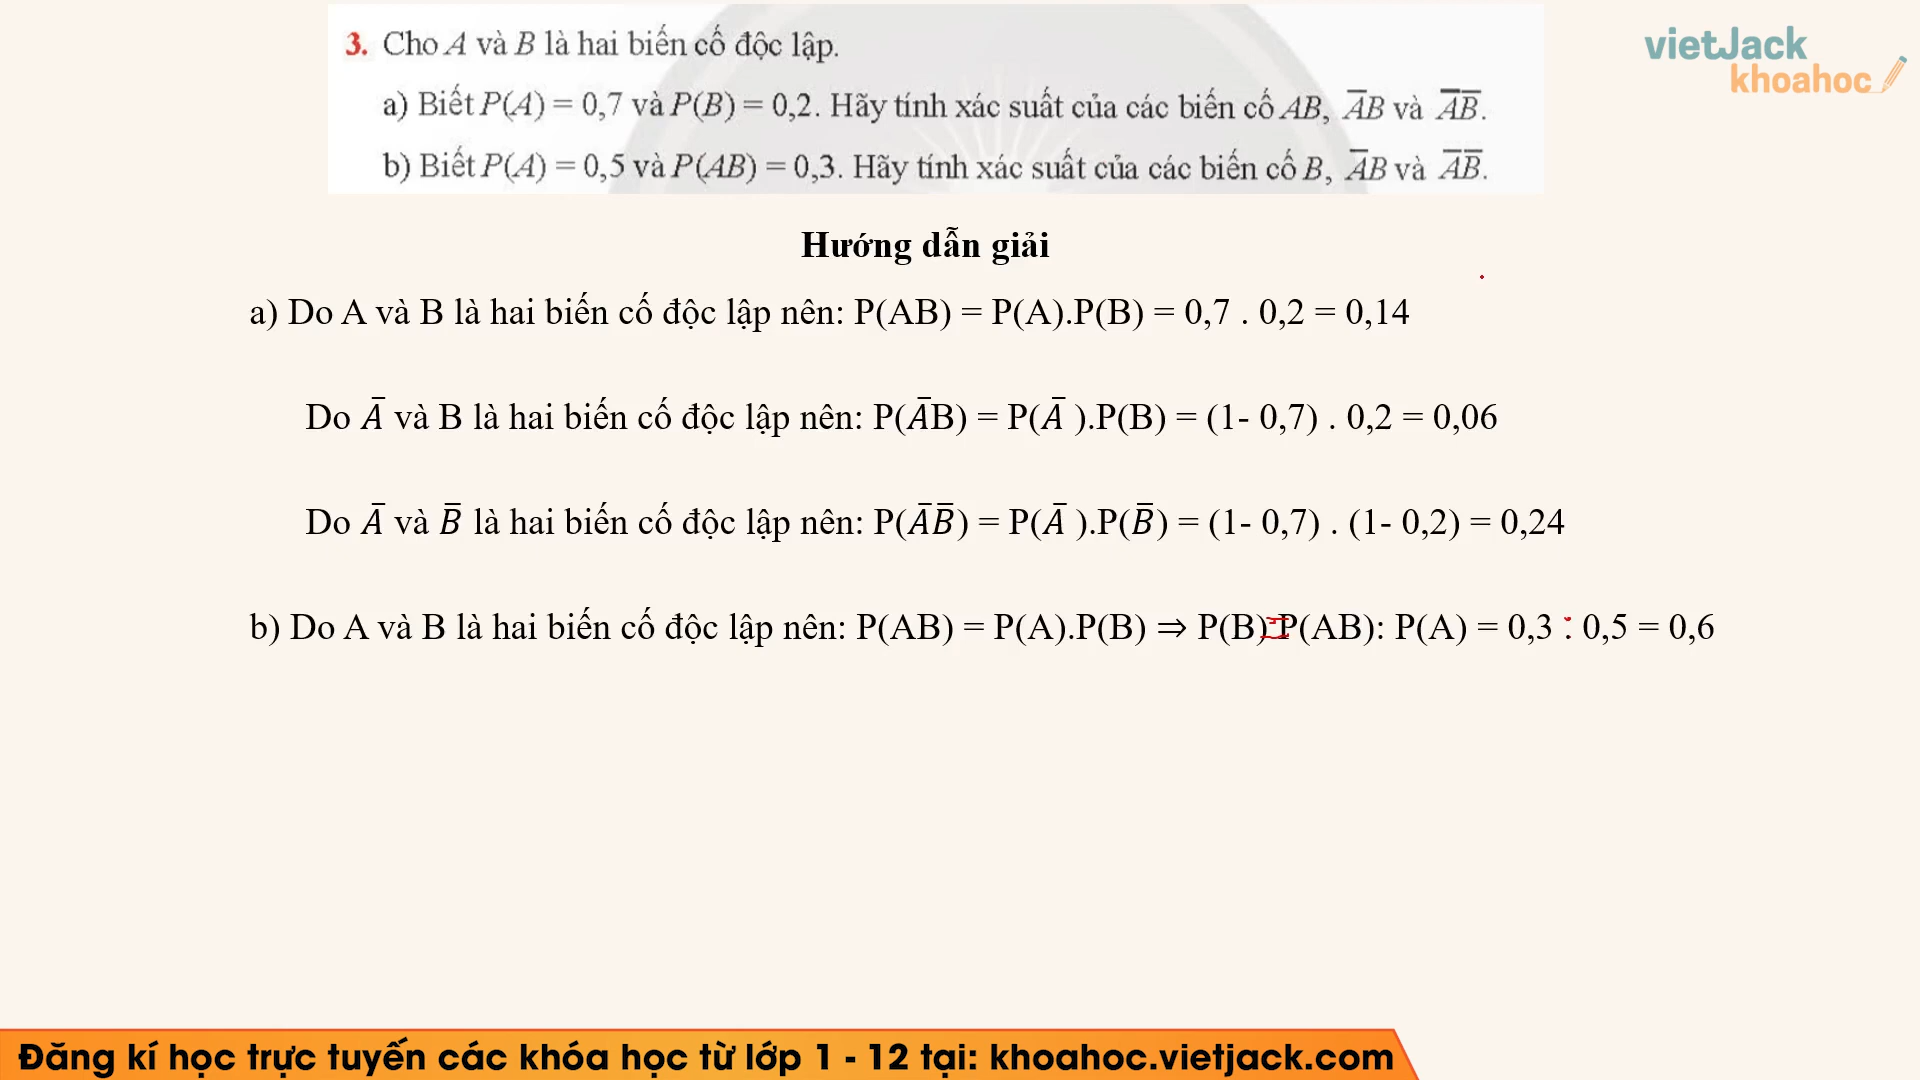 3. Cho A và B là hai biến cố độc lập.
a) Biết P(A) = 0,7 và P(B) = 0,2. Hãy tính xác suất của các biến cố AB, A̅B và A̅B̅.
b) Biết P(A) = 0,5 và P(AB) = 0,3. Hãy tính xác suất của các biến cố B, A̅B và A̅B̅.
vietJack
khoahoc
Hướng dẫn giải
a) Do A và B là hai biến cố độc lập nên: P(AB) = P(A).P(B) = 0,7 . 0,2 = 0,14
Do A̅ và B là hai biến cố độc lập nên: P(A̅B) = P(A̅ ).P(B) = (1- 0,7) . 0,2 = 0,06
Do A̅ và B̅ là hai biến cố độc lập nên: P(A̅B̅) = P(A̅ ).P(B̅) = (1- 0,7) . (1- 0,2) = 0,24
b) Do A và B là hai biến cố độc lập nên: P(AB) = P(A).P(B) ⇒ P(B)=P(AB): P(A) = 0,3 : 0,5 = 0,6
Đăng kí học trực tuyến các khóa học từ lớp 1 - 12 tại: khoahoc.vietjack.com